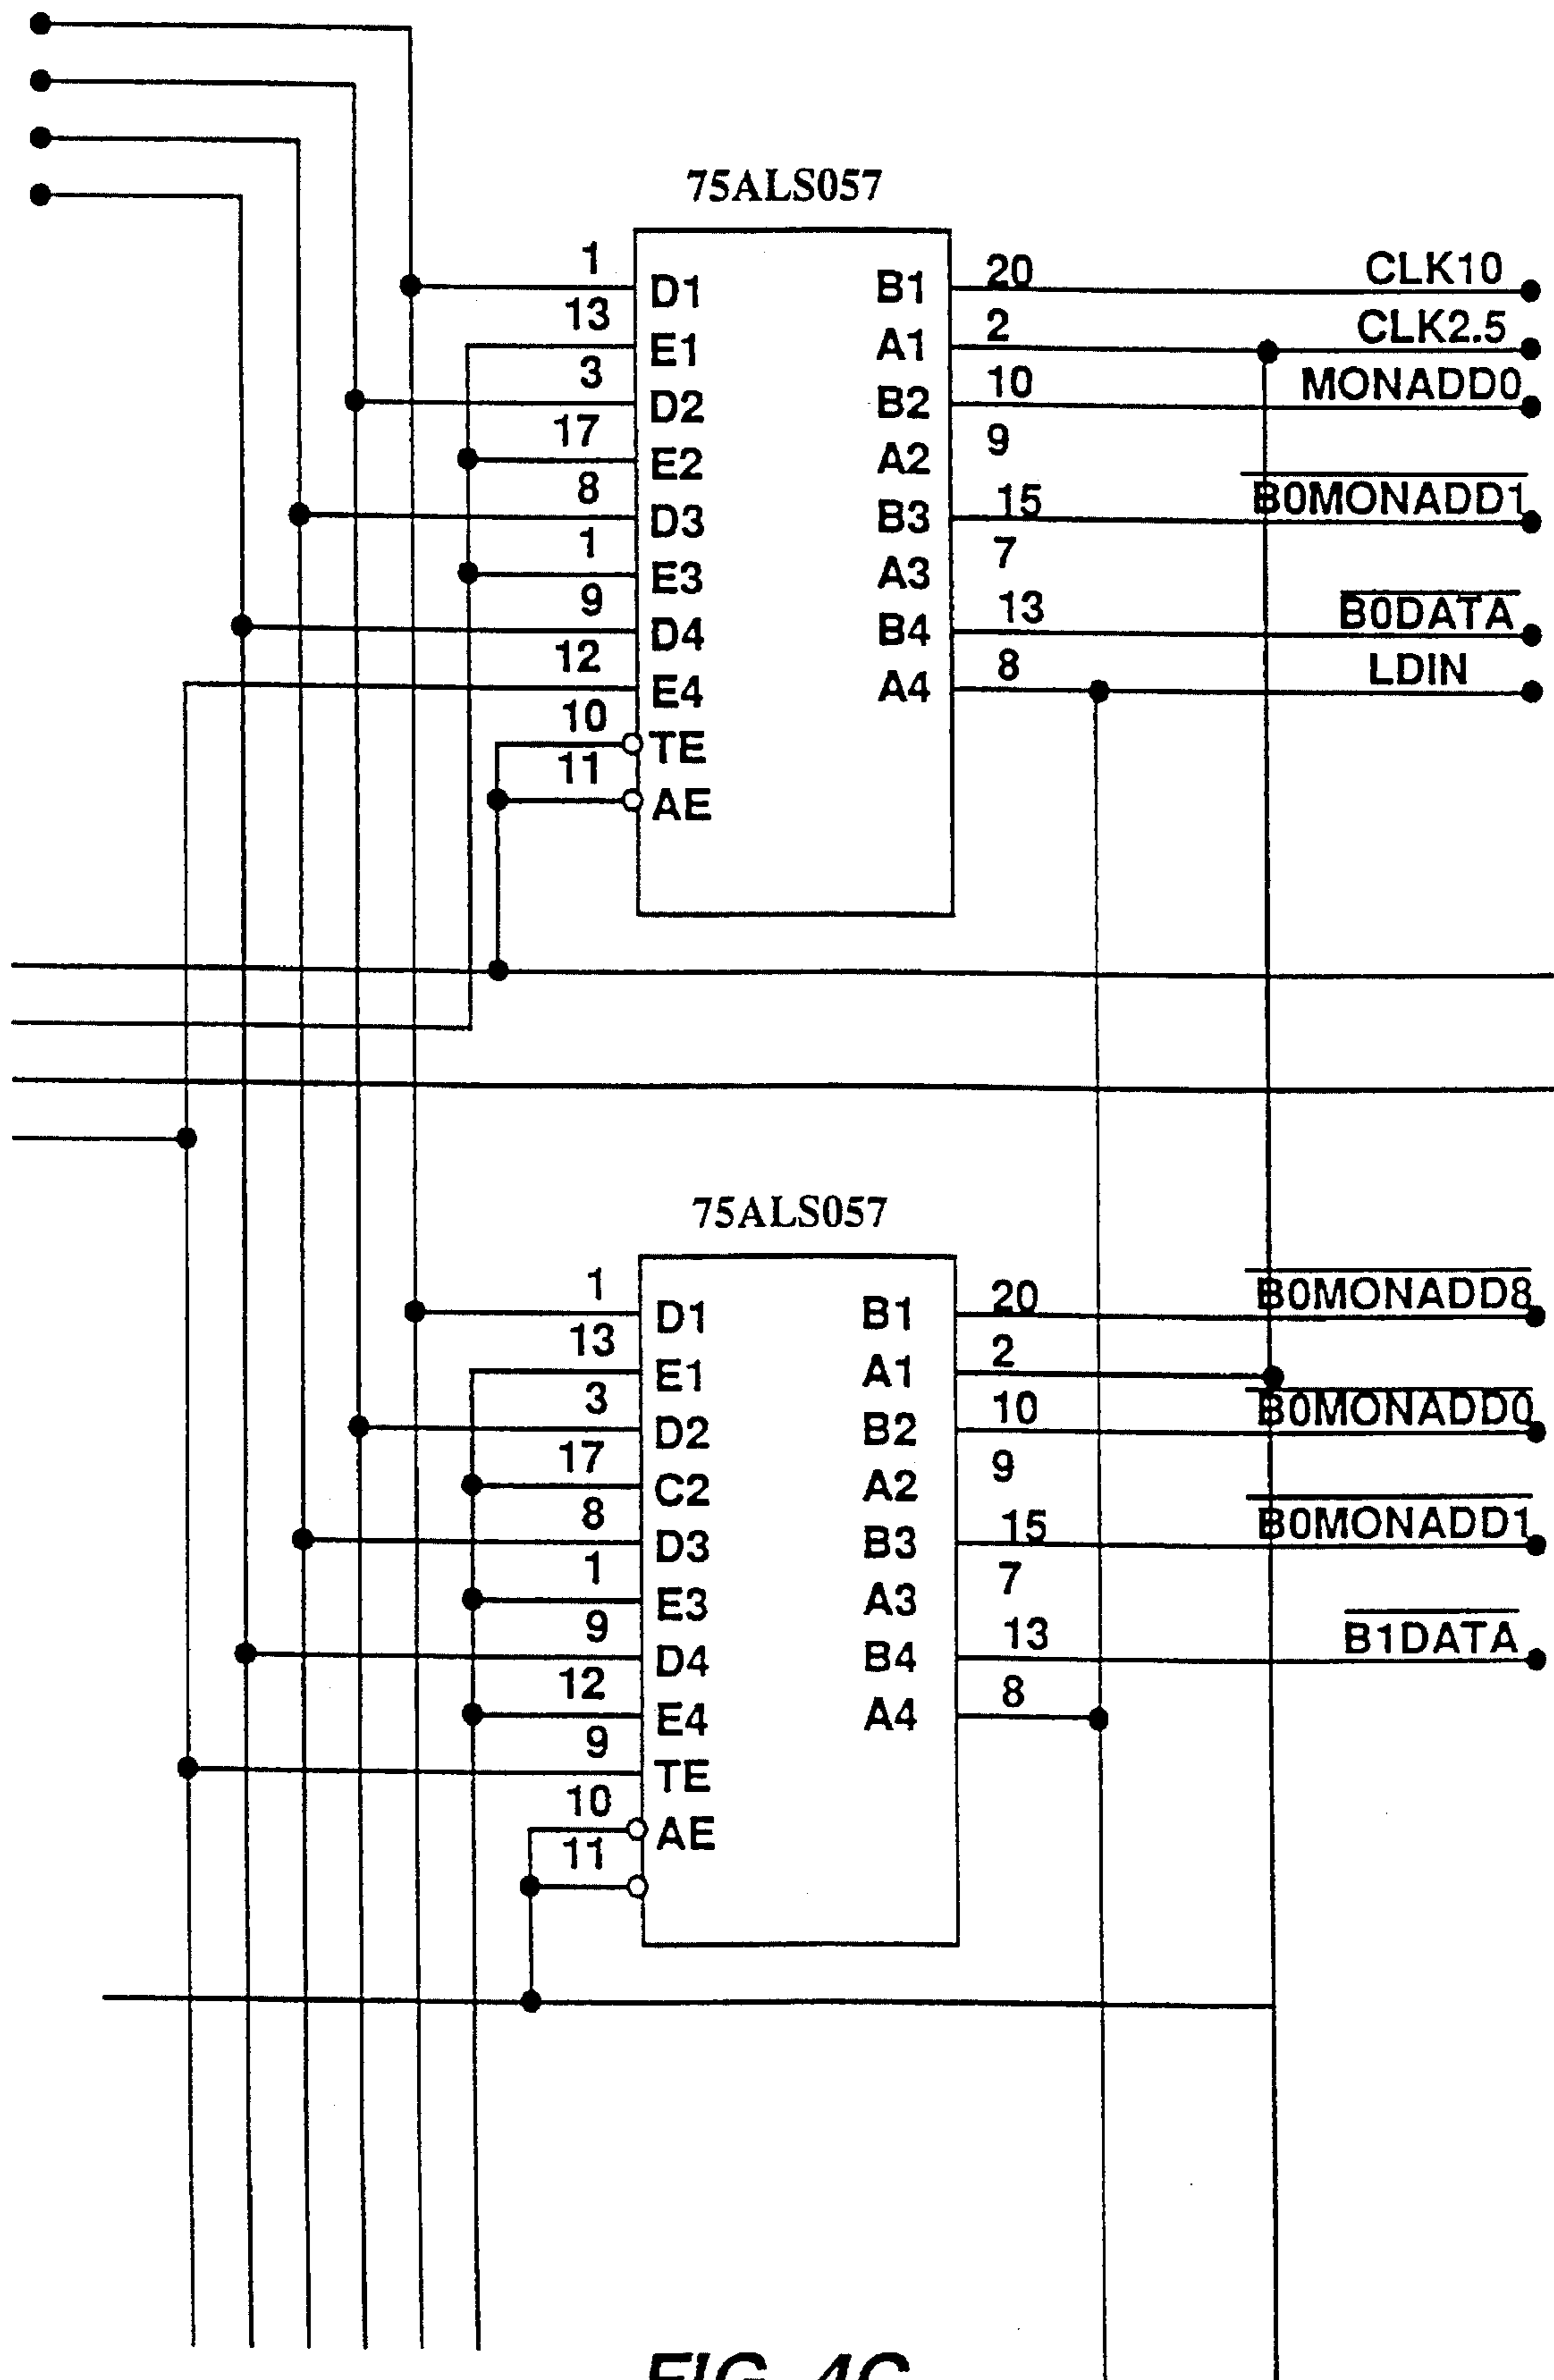 75ALS057
1 D1 B1 20 CLK10
13 E1 A1 2 CLK2.5
3 D2 B2 10 MONADD0
17 E2 A2 9
8 D3 B3 15 B0MONADD1
1 E3 A3 7
9 D4 B4 13 B0DATA
12 E4 A4 8 LDIN
10 TE
11 AE
75ALS057
1 D1 B1 20 B0MONADD8
13 E1 A1 2
3 D2 B2 10 B0MONADD0
17 C2 A2 9
8 D3 B3 15 B0MONADD1
1 E3 A3 7
9 D4 B4 13 B1DATA
12 E4 A4 8
9 TE
10 AE
11
FIG. 4C